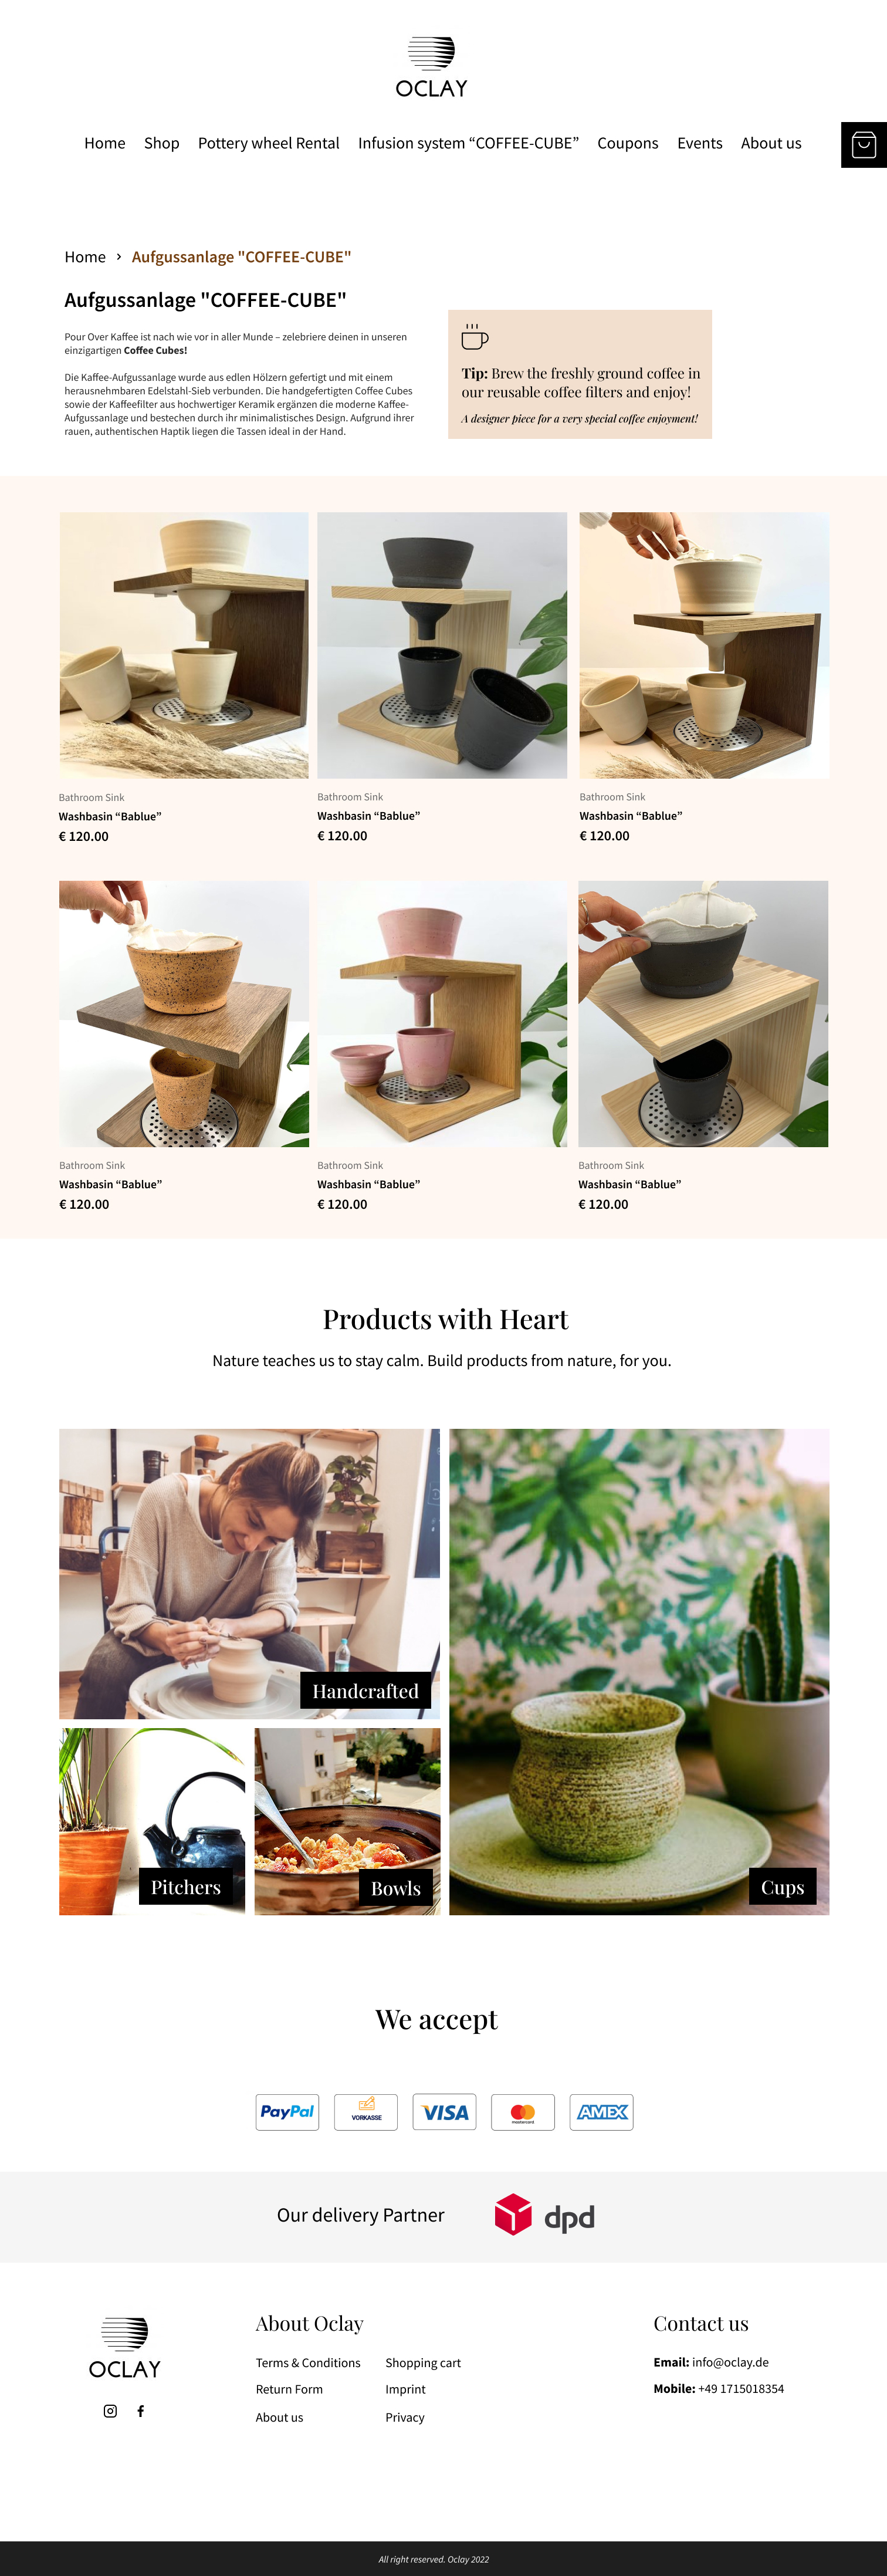 OCLAY
Home Shop Pottery wheel Rental Infusion system “COFFEE-CUBE” Coupons Events About us
Home › Aufgussanlage "COFFEE-CUBE"
Aufgussanlage "COFFEE-CUBE"
Pour Over Kaffee ist nach wie vor in aller Munde – zelebriere deinen in unseren
einzigartigen Coffee Cubes!
Die Kaffee-Aufgussanlage wurde aus edlen Hölzern gefertigt und mit einem
herausnehmbaren Edelstahl-Sieb verbunden. Die handgefertigten Coffee Cubes
sowie der Kaffeefilter aus hochwertiger Keramik ergänzen die moderne Kaffee-
Aufgussanlage und bestechen durch ihr minimalistisches Design. Aufgrund ihrer
rauen, authentischen Haptik liegen die Tassen ideal in der Hand.
Tip: Brew the freshly ground coffee in
our reusable coffee filters and enjoy!
A designer piece for a very special coffee enjoyment!
Bathroom Sink
Washbasin “Bablue”
€ 120.00
Bathroom Sink
Washbasin “Bablue”
€ 120.00
Bathroom Sink
Washbasin “Bablue”
€ 120.00
Bathroom Sink
Washbasin “Bablue”
€ 120.00
Bathroom Sink
Washbasin “Bablue”
€ 120.00
Bathroom Sink
Washbasin “Bablue”
€ 120.00
Products with Heart
Nature teaches us to stay calm. Build products from nature, for you.
Handcrafted
Pitchers
Bowls
Cups
We accept
PayPal
VORKASSE
VISA
mastercard
AMEX
Our delivery Partner
dpd
OCLAY
About Oclay
Terms & Conditions
Return Form
About us
Shopping cart
Imprint
Privacy
Contact us
Email: info@oclay.de
Mobile: +49 1715018354
All right reserved. Oclay 2022